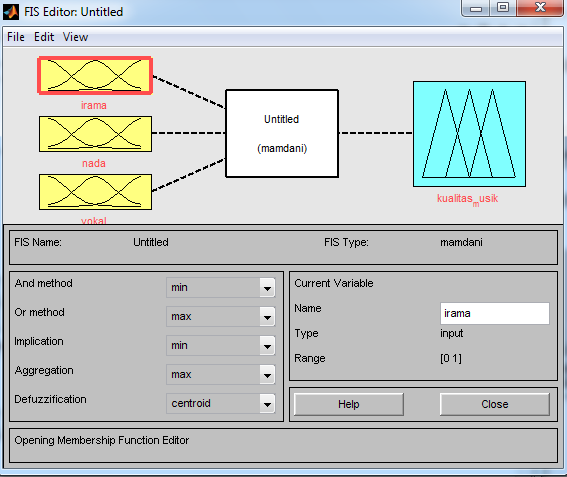 FIS Editor: Untitled
File Edit View
irama
nada
vokal
Untitled
(mamdani)
kualitas_musik
FIS Name: Untitled FIS Type: mamdani
And method min
Or method max
Implication min
Aggregation max
Defuzzification centroid
Current Variable
Name irama
Type input
Range [0 1]
Help Close
Opening Membership Function Editor